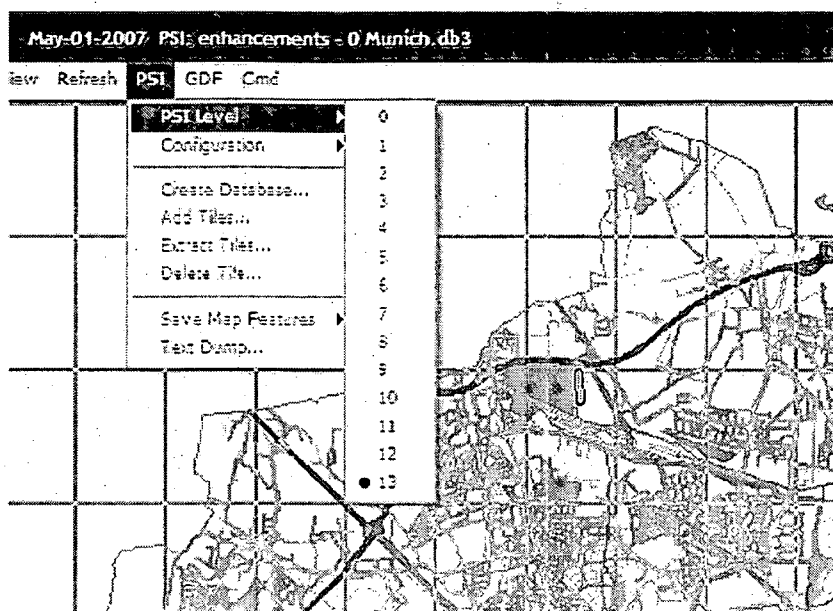 May-01-2007 PSI: enhancements - 0 Munich.db3
iew Refresh PSI GDF Cmd
PSI Level
Configuration
Create Database...
Add Tiles...
Extract Tiles...
Delete Tile...
Save Map Features
Text Dump...
0
1
2
3
4
5
6
7
8
9
10
11
12
13